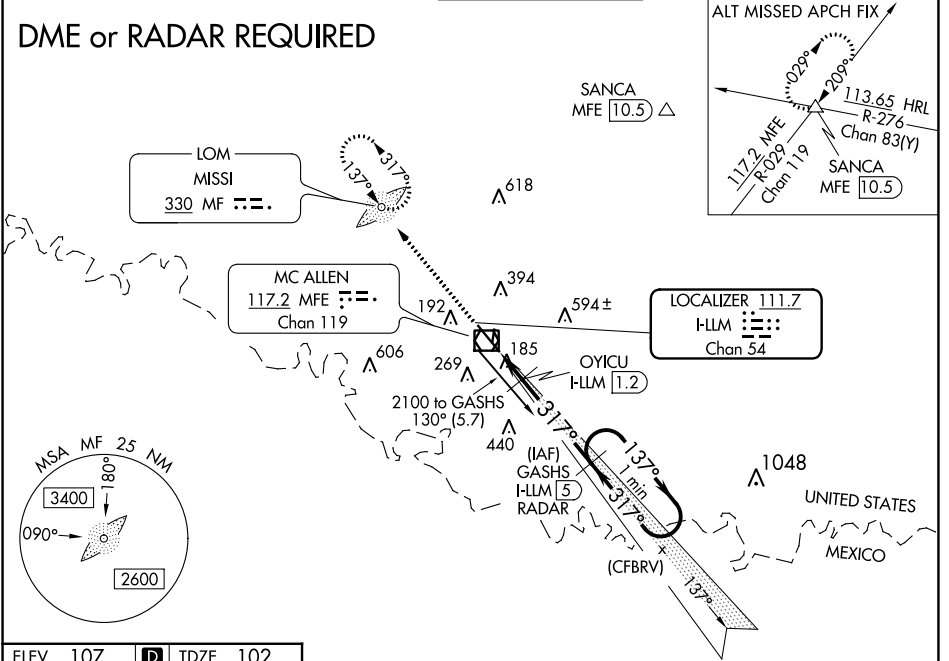 DME or RADAR REQUIRED
ALT MISSED APCH FIX
029°
209°
113.65 HRL
R-276
Chan 83(Y)
117.2 MFE
R-029
Chan 119
SANCA
MFE 10.5
SANCA
MFE 10.5
LOM
MISSI
330 MF
137°
317°
618
MC ALLEN
117.2 MFE
Chan 119
192
394
594±
LOCALIZER 111.7
I-LLM
Chan 54
606
269
185
OYICU
I-LLM 1.2
2100 to GASHS
130° (5.7)
440
317°
(IAF)
GASHS
I-LLM 5
RADAR
137°
1 min
317°
1048
UNITED STATES
MEXICO
(CFBRV)
137°
MSA MF 25 NM
180°
3400
090°
2600
ELEV 107 D TDZE 102